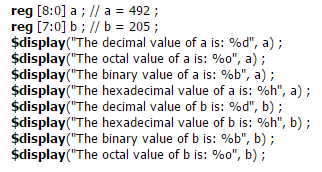 reg [8:0] a ; // a = 492 ;
reg [7:0] b ; // b = 205 ;
$display("The decimal value of a is: %d", a) ;
$display("The octal value of a is: %o", a) ;
$display("The binary value of a is: %b", a) ;
$display("The hexadecimal value of a is: %h", a) ;
$display("The decimal value of b is: %d", b) ;
$display("The hexadecimal value of b is: %h", b) ;
$display("The binary value of b is: %b", b) ;
$display("The octal value of b is: %o", b) ;